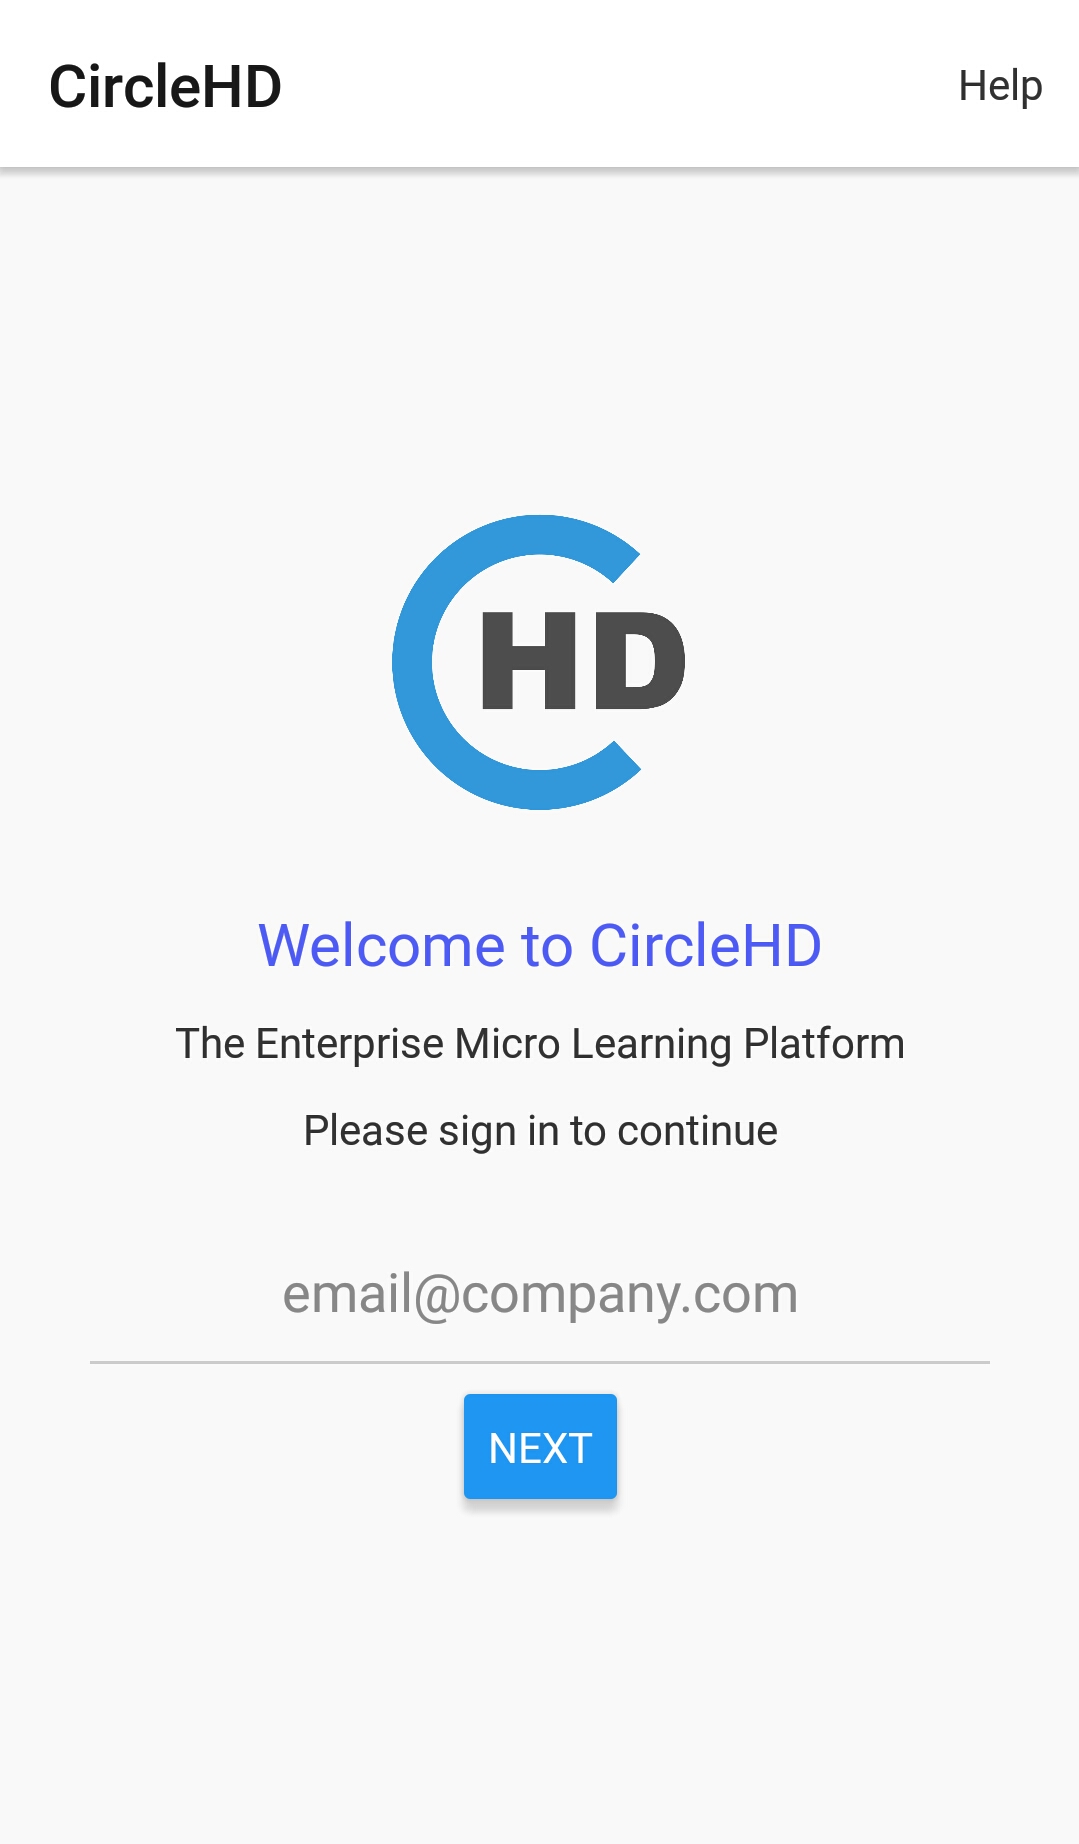 CircleHD
Help
HD
Welcome to CircleHD
The Enterprise Micro Learning Platform
Please sign in to continue
email@company.com
NEXT